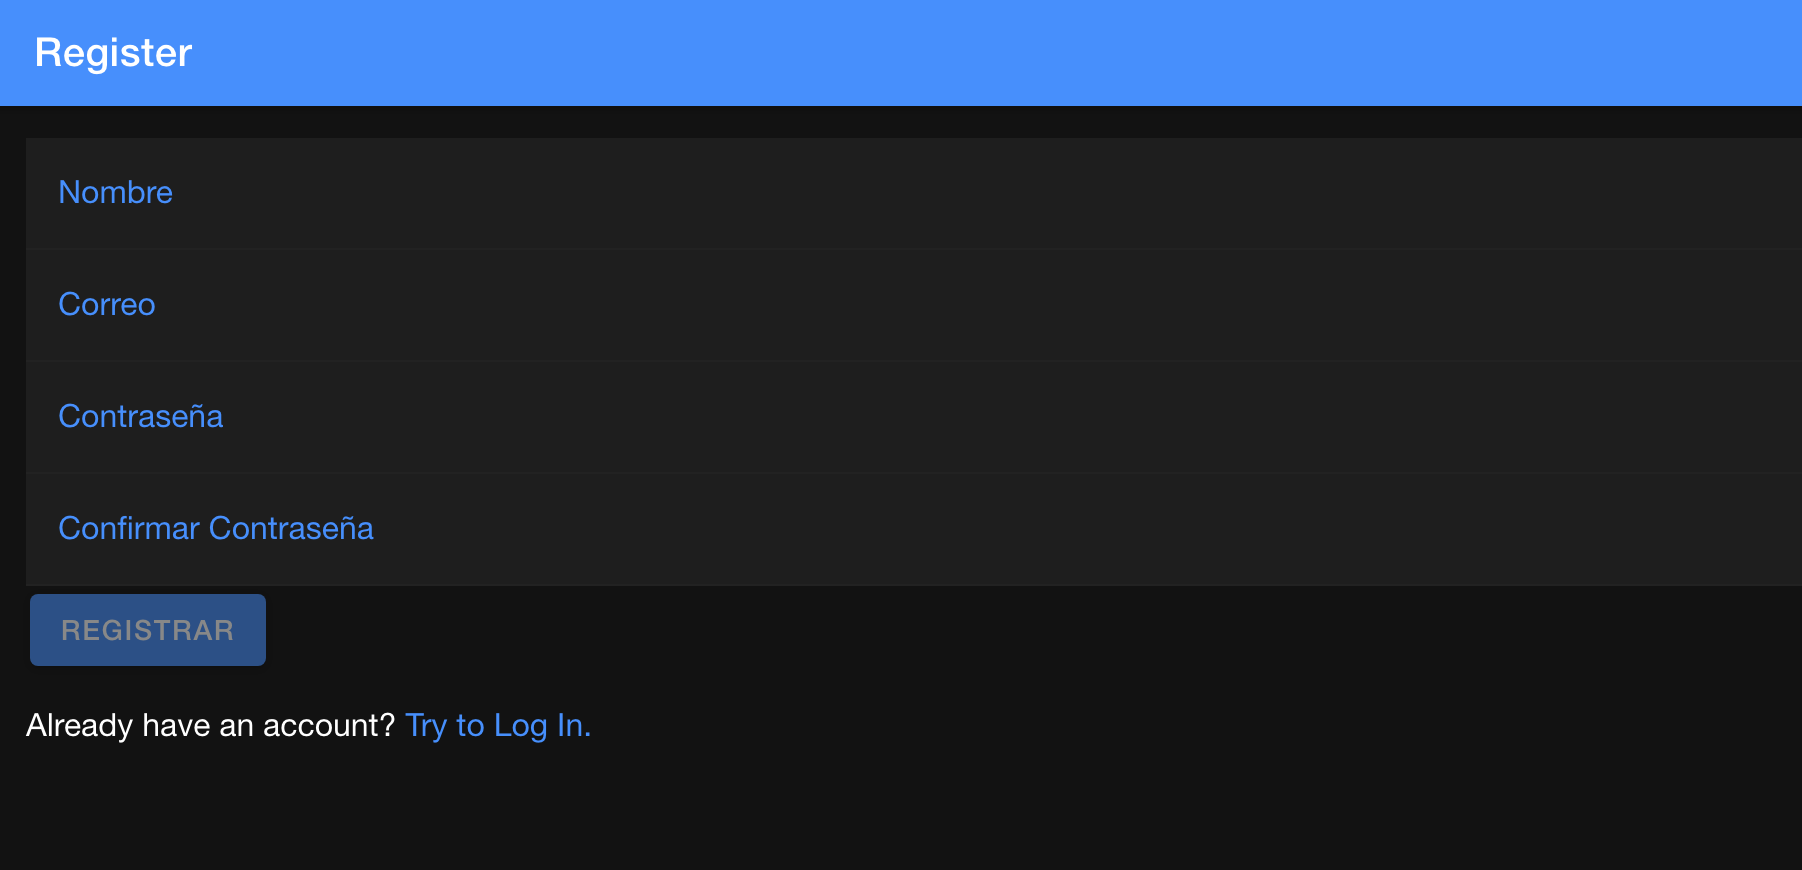 Register
Nombre
Correo
Contraseña
Confirmar Contraseña
REGISTRAR
Already have an account? Try to Log In.